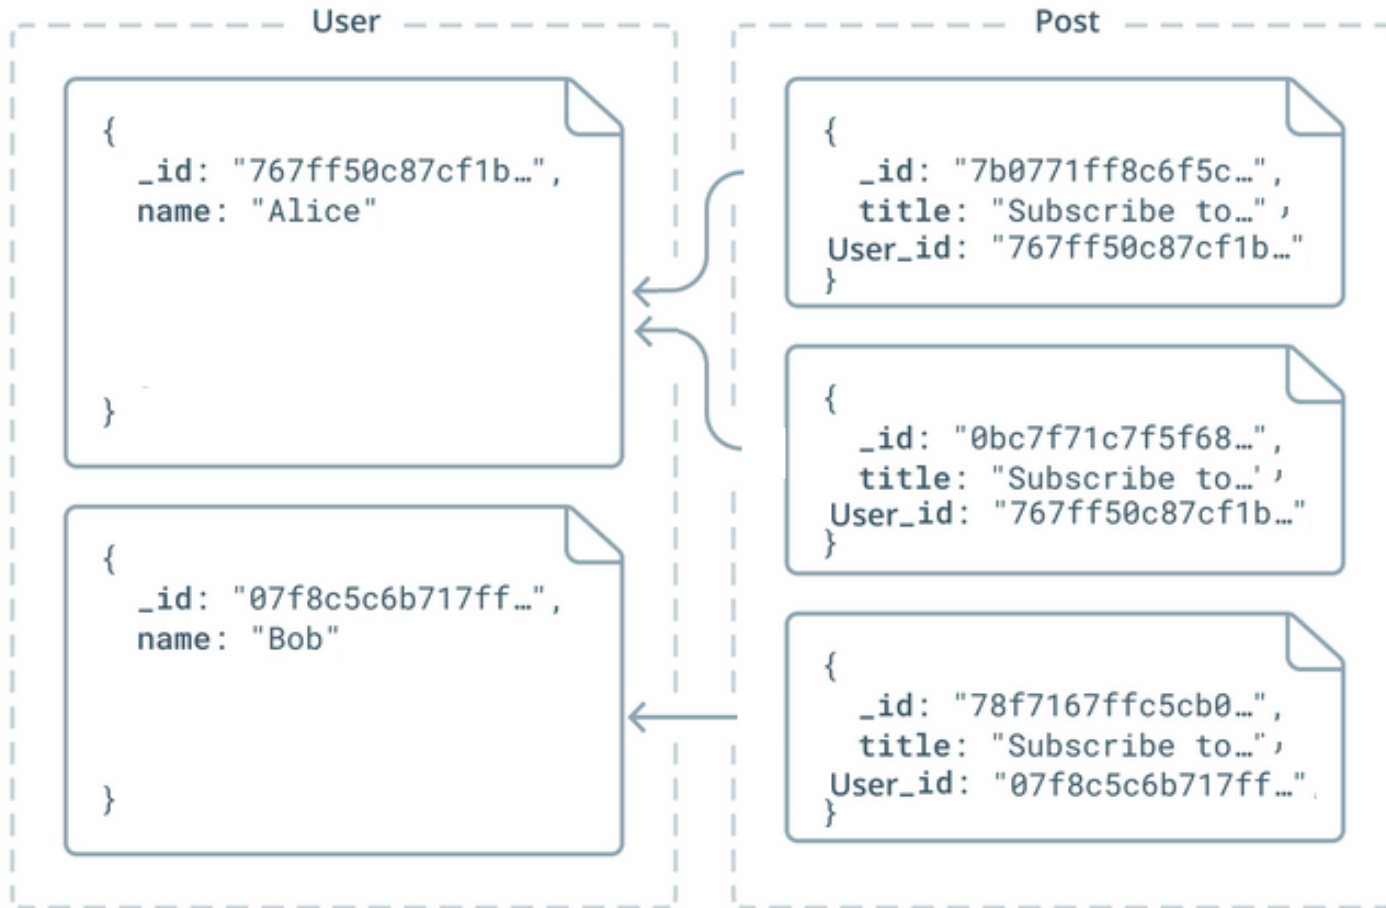 User
{
_id: "767ff50c87cf1b…",
name: "Alice"
}
{
_id: "07f8c5c6b717ff…",
name: "Bob"
}
Post
{
_id: "7b0771ff8c6f5c…",
title: "Subscribe to…",
User_id: "767ff50c87cf1b…"
}
{
_id: "0bc7f71c7f5f68…",
title: "Subscribe to…',
User_id: "767ff50c87cf1b…"
}
{
_id: "78f7167ffc5cb0…",
title: "Subscribe to…",
User_id: "07f8c5c6b717ff…",
}